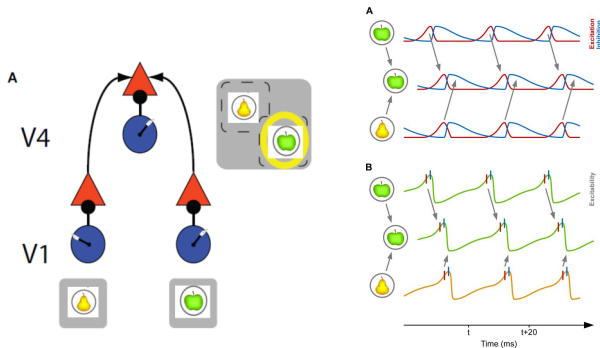 A
V4
V1
A
Excitation
Inhibition
B
Excitability
t
t+20
Time (ms)